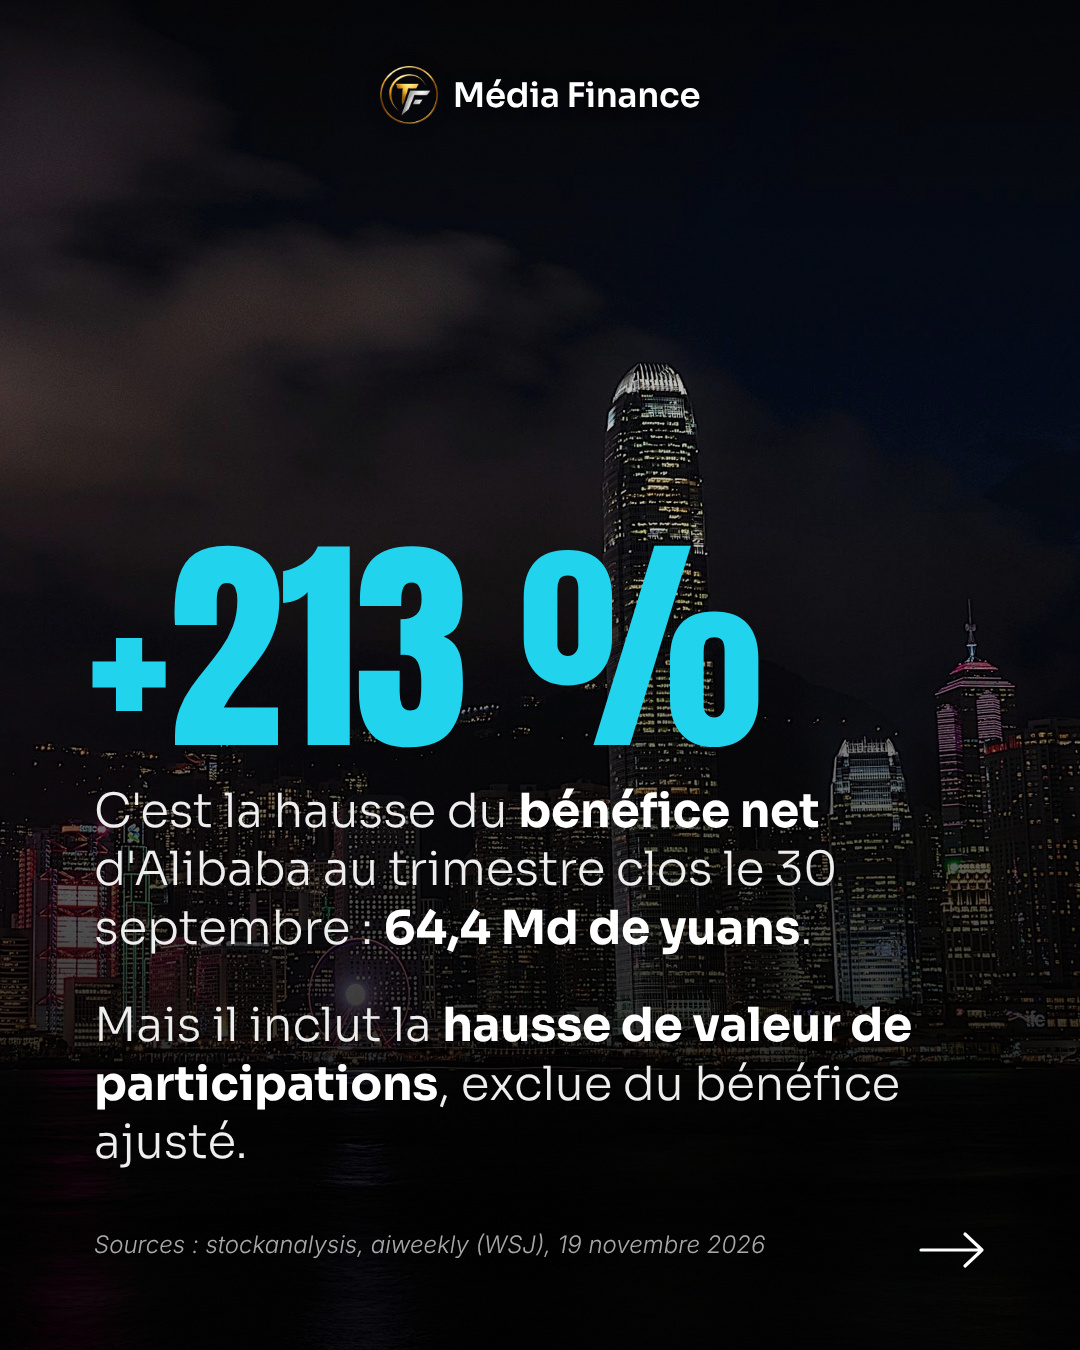 TF Média Finance
+213 %
C'est la hausse du bénéfice net
d'Alibaba au trimestre clos le 30
septembre : 64,4 Md de yuans.
Mais il inclut la hausse de valeur de
participations, exclue du bénéfice
ajusté.
Sources : stockanalysis, aiweekly (WSJ), 19 novembre 2026